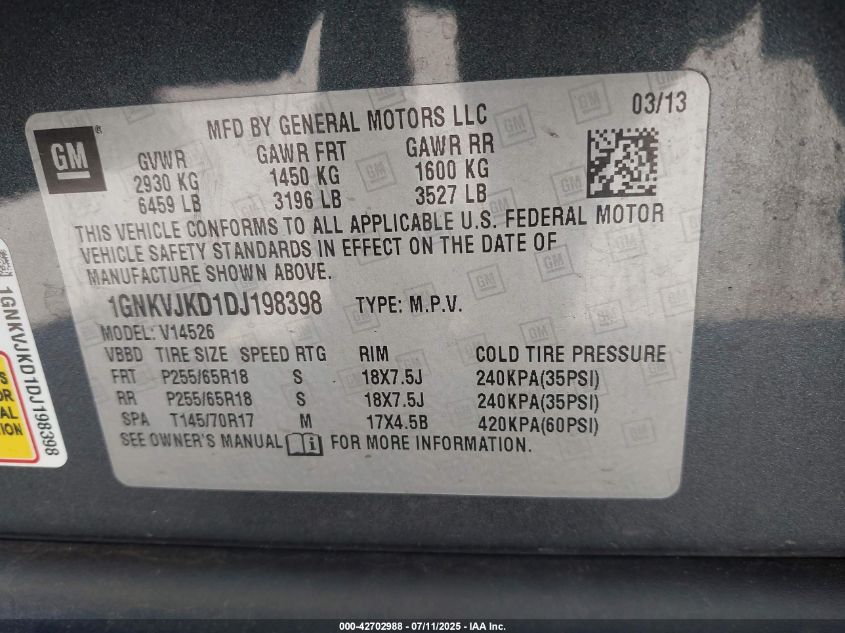 GM
MFD BY GENERAL MOTORS LLC 03/13
GVWR GAWR FRT GAWR RR
2930 KG 1450 KG 1600 KG
6459 LB 3196 LB 3527 LB
THIS VEHICLE CONFORMS TO ALL APPLICABLE U.S. FEDERAL MOTOR
VEHICLE SAFETY STANDARDS IN EFFECT ON THE DATE OF
MANUFACTURE SHOWN ABOVE.
1GNKVJKD1DJ198398 TYPE: M.P.V.
MODEL: V14526
VBBD TIRE SIZE SPEED RTG RIM COLD TIRE PRESSURE
FRT P255/65R18 S 18X7.5J 240KPA(35PSI)
RR P255/65R18 S 18X7.5J 240KPA(35PSI)
SPA T145/70R17 M 17X4.5B 420KPA(60PSI)
SEE OWNER'S MANUAL FOR MORE INFORMATION.
1GNKVJKD1DJ198398
000-42702988 - 07/11/2025 - IAA Inc.